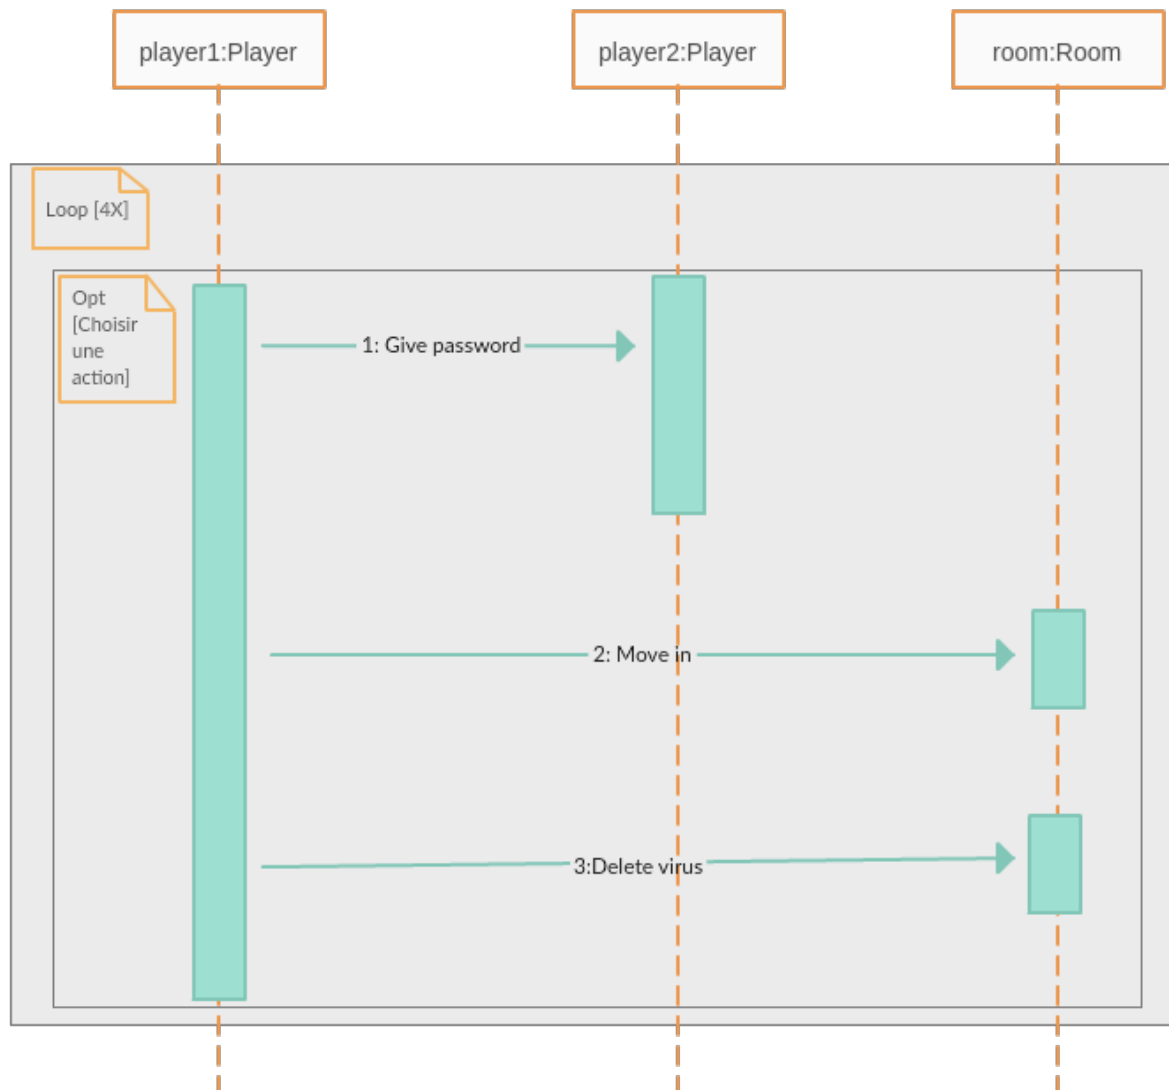 player1:Player
player2:Player
room:Room
Loop [4X]
Opt
[Choisir
une
action]
1: Give password
2: Move in
3:Delete virus